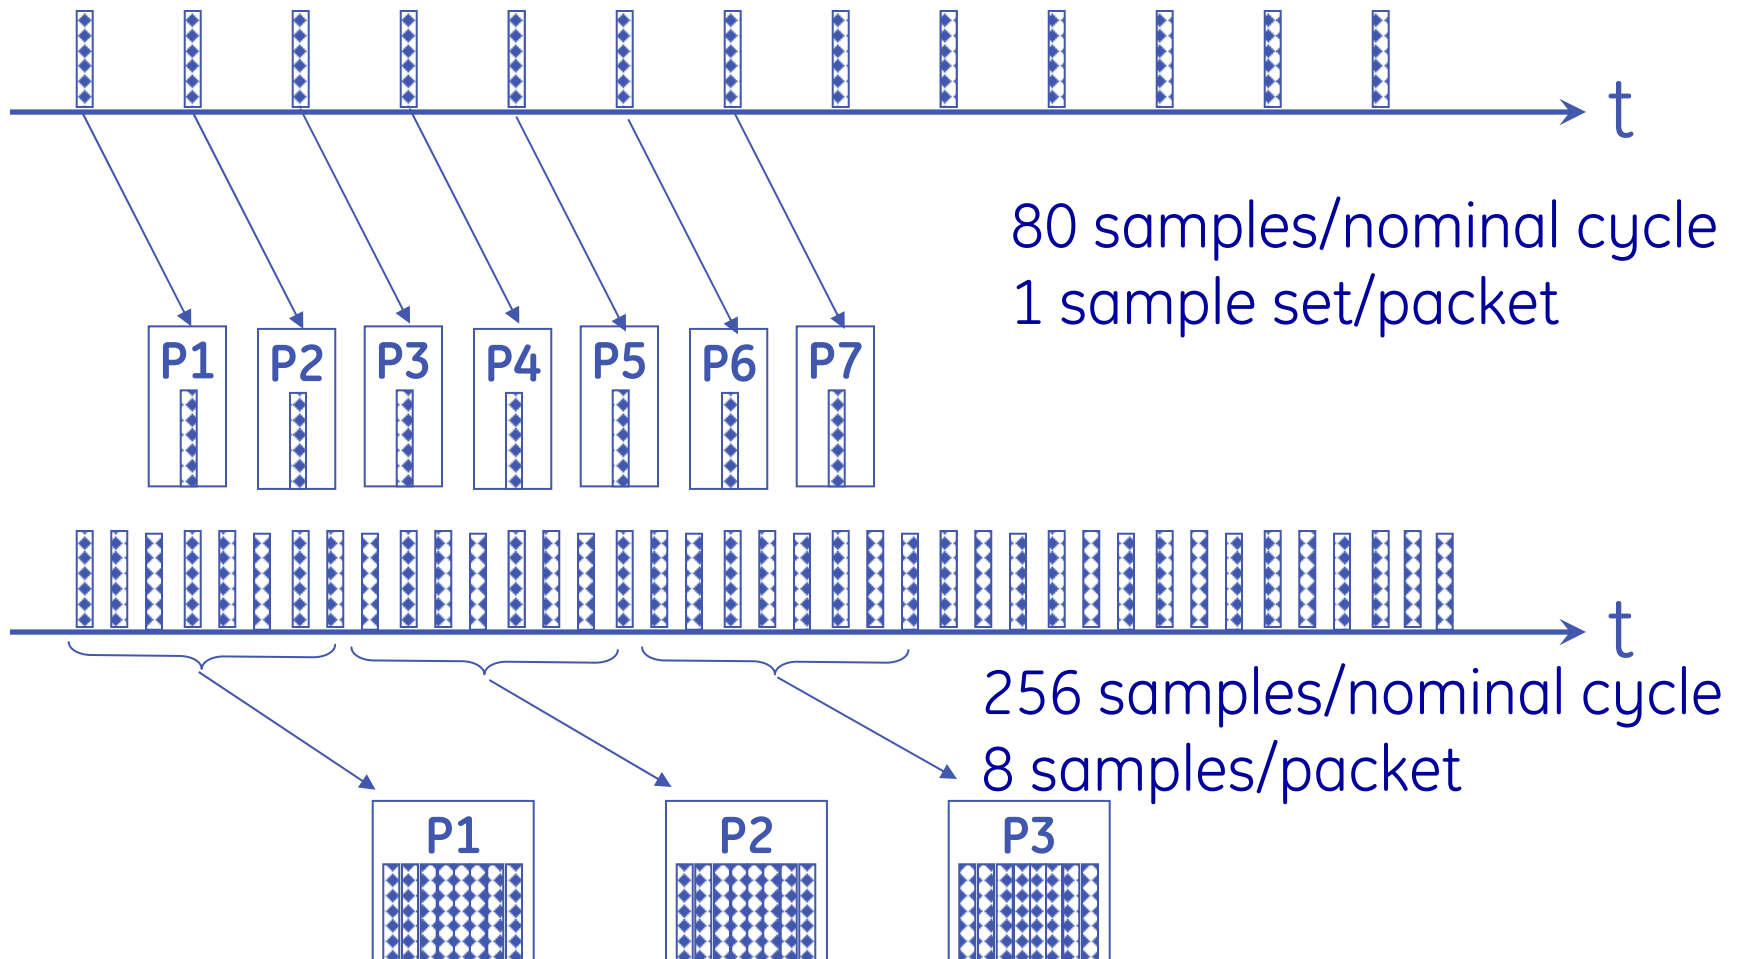 t
80 samples/nominal cycle
1 sample set/packet
P1 P2 P3 P4 P5 P6 P7
t
256 samples/nominal cycle
8 samples/packet
P1 P2 P3